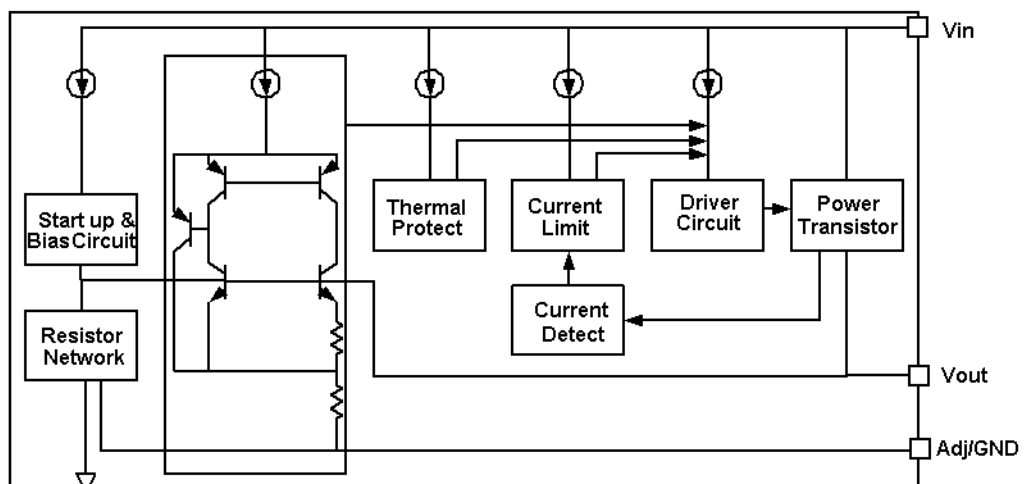 Vin
Start up &
Bias Circuit
Thermal
Protect
Current
Limit
Driver
Circuit
Power
Transistor
Resistor
Network
Current
Detect
Vout
Adj/GND